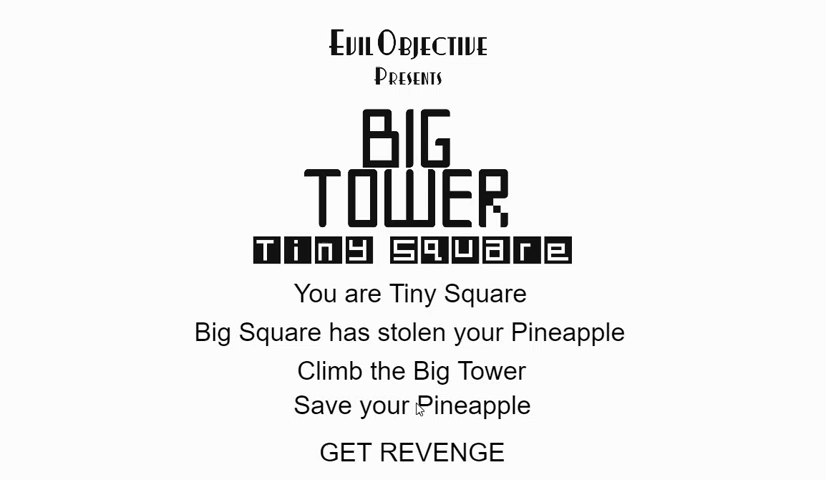 Evil Objective
Presents
BIG
TOWER
Tiny Square
You are Tiny Square
Big Square has stolen your Pineapple
Climb the Big Tower
Save your Pineapple
GET REVENGE